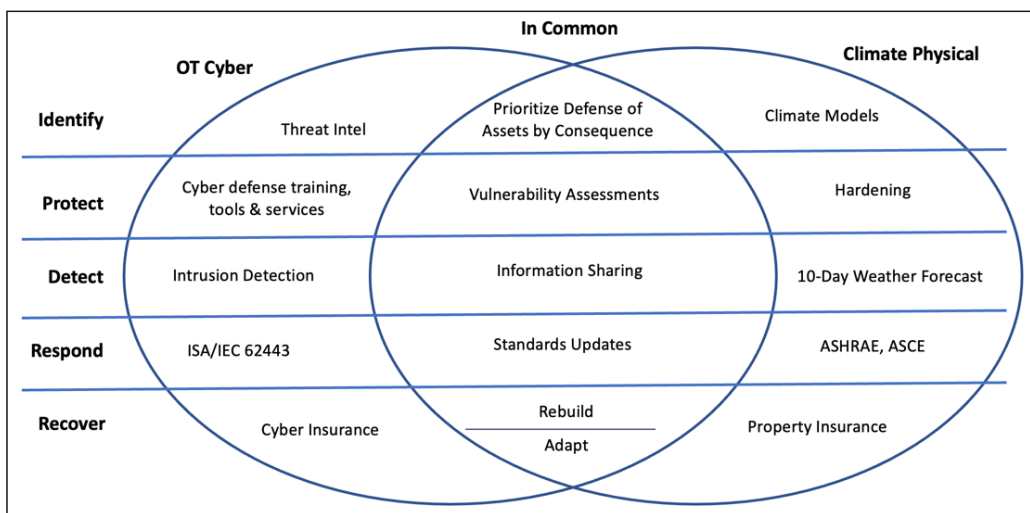 In Common
OT Cyber
Climate Physical
Identify
Threat Intel
Prioritize Defense of
Assets by Consequence
Climate Models
Protect
Cyber defense training,
tools & services
Vulnerability Assessments
Hardening
Detect
Intrusion Detection
Information Sharing
10-Day Weather Forecast
Respond
ISA/IEC 62443
Standards Updates
ASHRAE, ASCE
Recover
Cyber Insurance
Rebuild
Adapt
Property Insurance